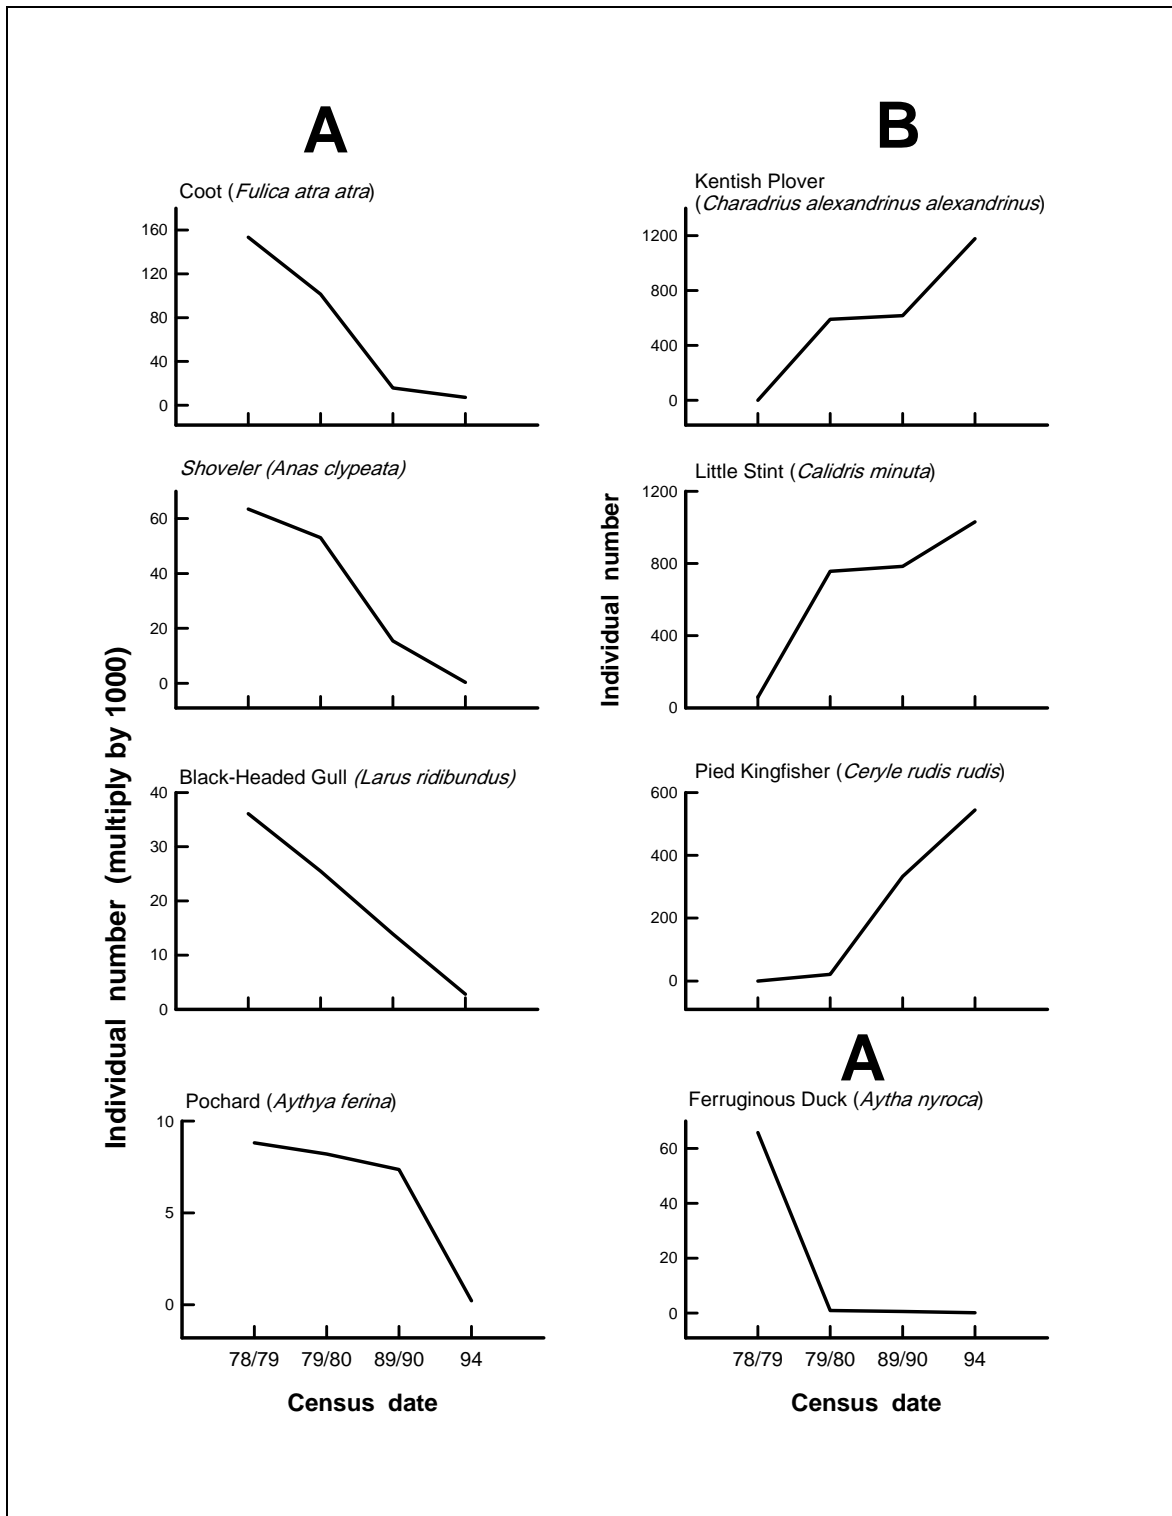 A
Coot (Fulica atra atra)
160
120
80
40
0
Shoveler (Anas clypeata)
60
40
20
0
Individual number (multiply by 1000)
Black-Headed Gull (Larus ridibundus)
40
30
20
10
0
Pochard (Aythya ferina)
10
5
0
78/79 79/80 89/90 94
Census date
B
Kentish Plover
(Charadrius alexandrinus alexandrinus)
1200
800
400
0
Individual number
Little Stint (Calidris minuta)
1200
800
400
0
Pied Kingfisher (Ceryle rudis rudis)
600
400
200
0
A
Ferruginous Duck (Aytha nyroca)
60
40
20
0
78/79 79/80 89/90 94
Census date